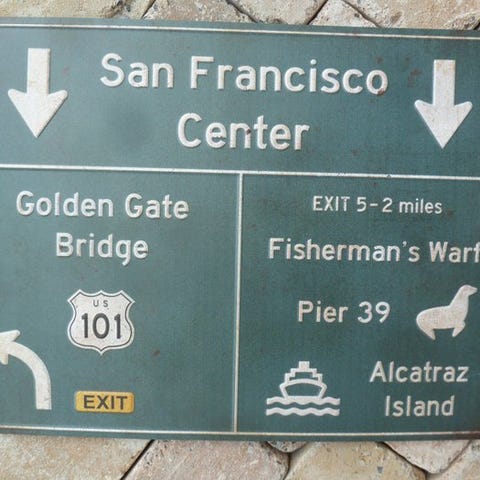 San Francisco
Center
Golden Gate
Bridge
US
101
EXIT
EXIT 5-2 miles
Fisherman's Warf
Pier 39
Alcatraz
Island